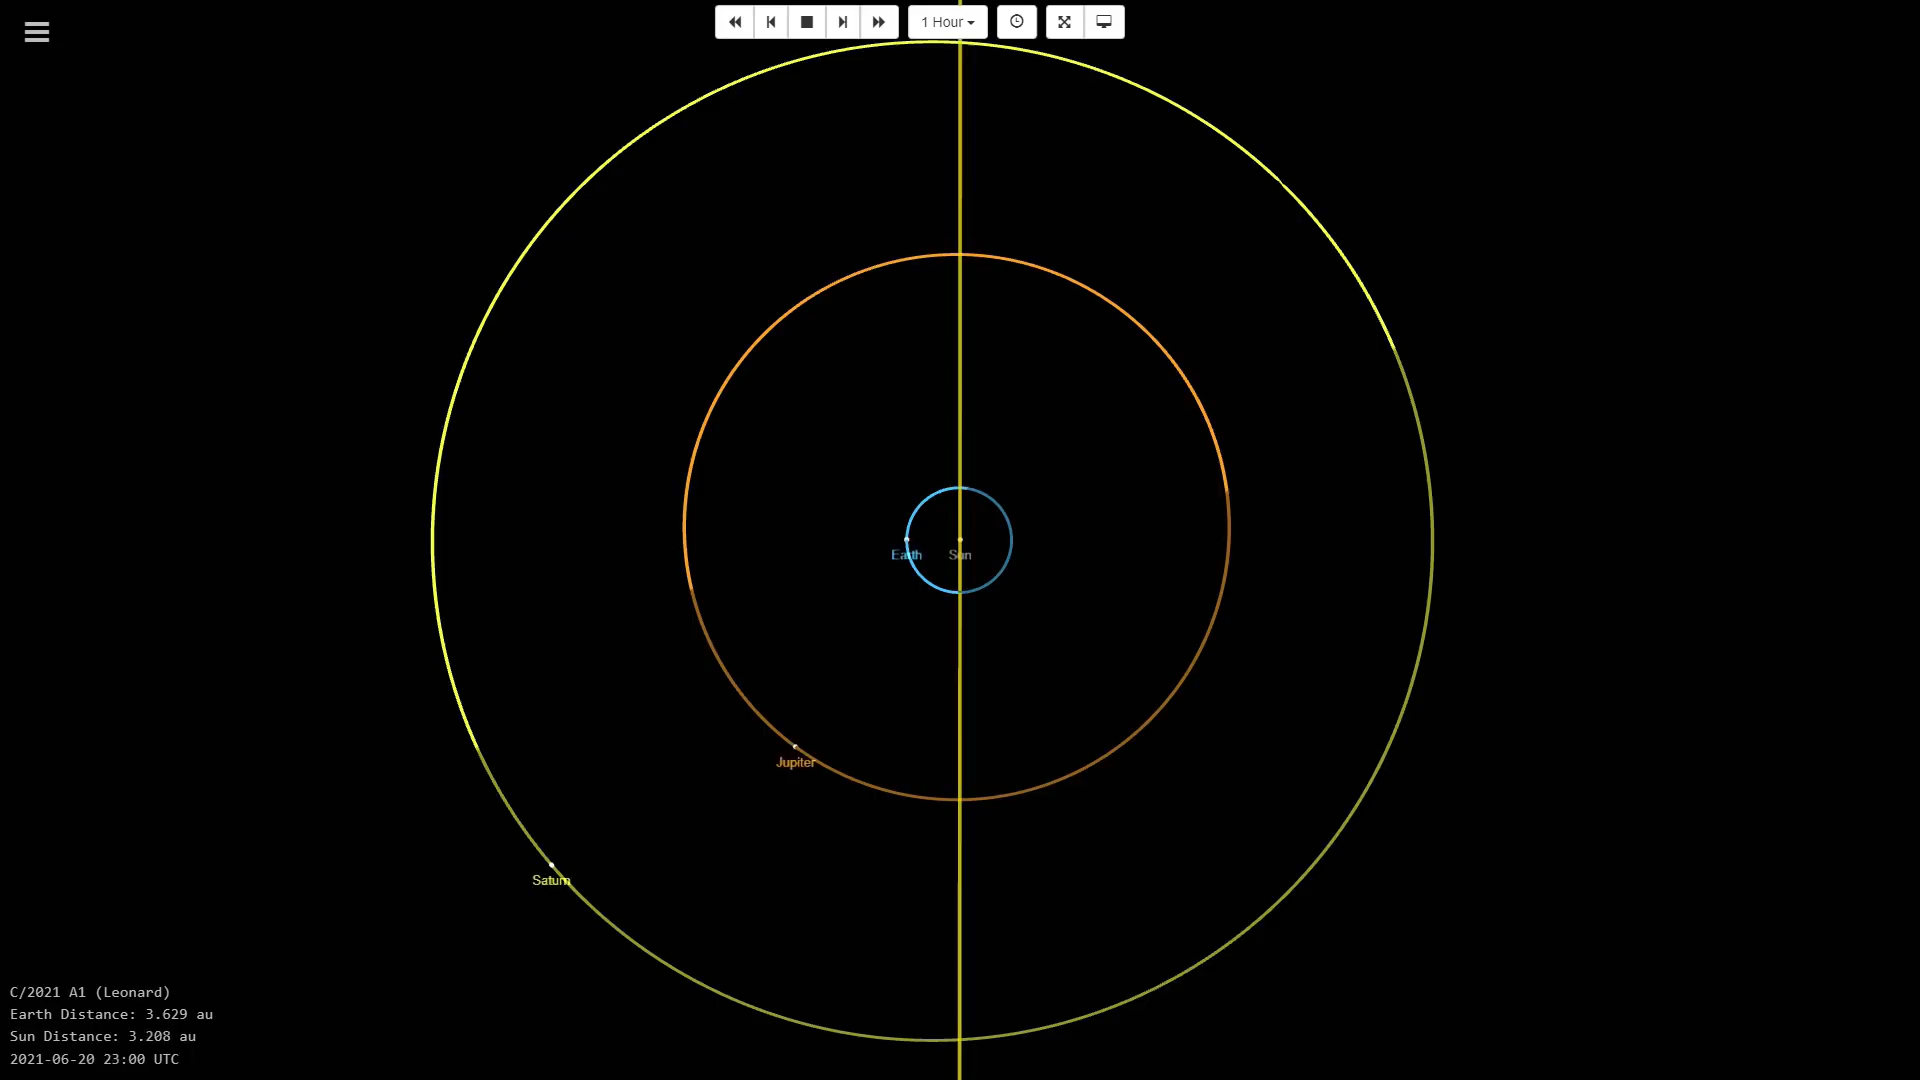 1 Hour
Earth
Sun
Jupiter
Saturn
C/2021 A1 (Leonard)
Earth Distance: 3.629 au
Sun Distance: 3.208 au
2021-06-20 23:00 UTC